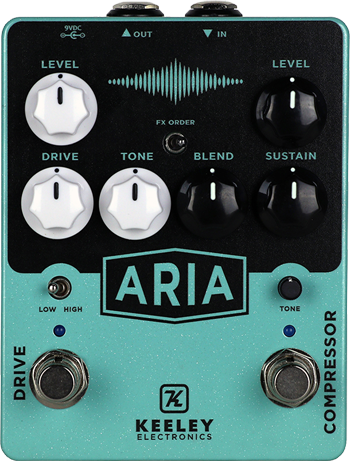 9VDC
▲OUT
▼IN
LEVEL
LEVEL
FX ORDER
DRIVE
TONE
BLEND
SUSTAIN
ARIA
LOW HIGH
TONE
DRIVE
COMPRESSOR
KEELEY
ELECTRONICS